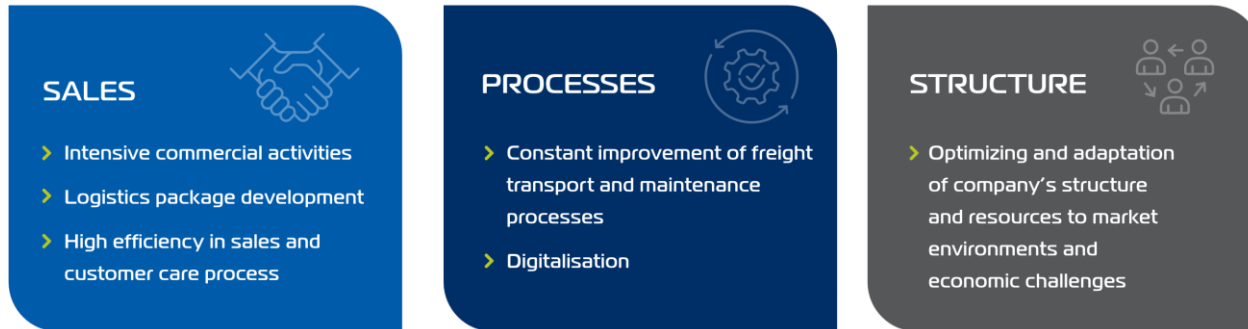 SALES
Intensive commercial activities
Logistics package development
High efficiency in sales and
customer care process
PROCESSES
Constant improvement of freight
transport and maintenance
processes
Digitalisation
STRUCTURE
Optimizing and adaptation
of company's structure
and resources to market
environments and
economic challenges